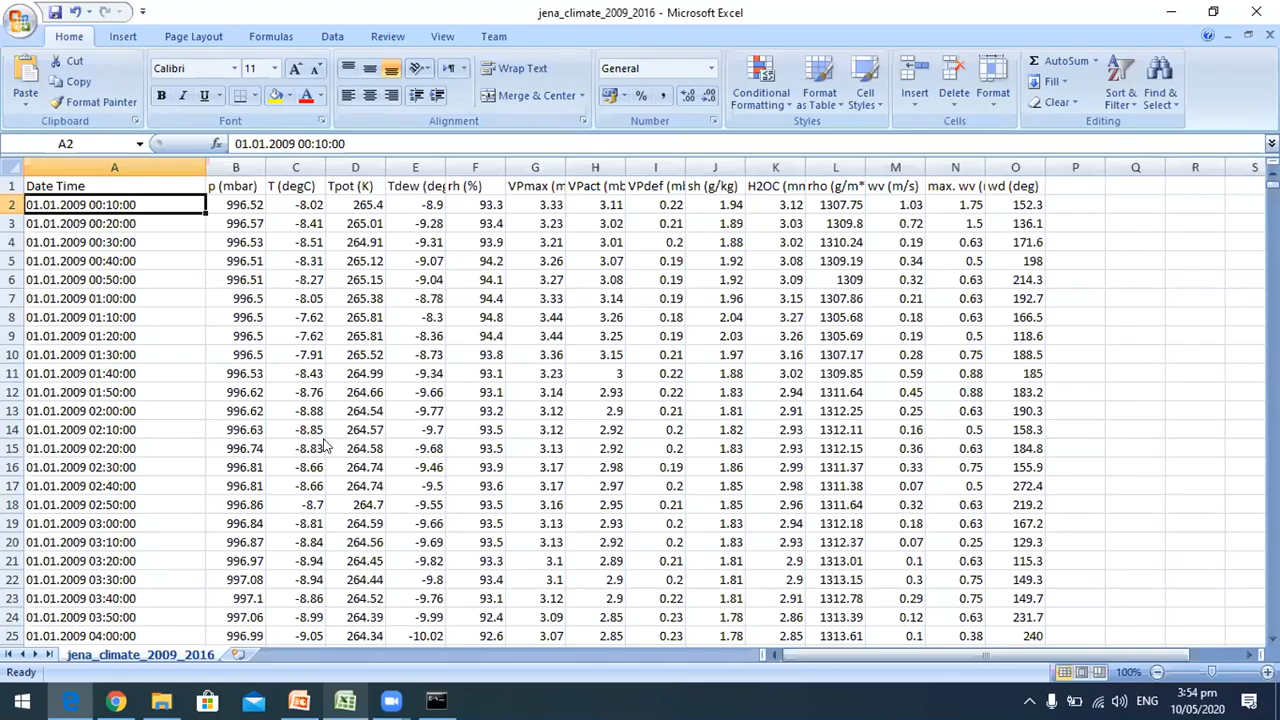 jena_climate_2009_2016 - Microsoft Excel
Home Insert Page Layout Formulas Data Review View Team
Paste Cut Copy Format Painter Clipboard
Calibri 11 B I U A Font
Wrap Text Merge & Center Alignment
General % , Number
Conditional Formatting Format as Table Cell Styles Styles
Insert Delete Format Cells
AutoSum Fill Clear Sort & Filter Find & Select Editing
A2 fx 01.01.2009 00:10:00
A B C D E F G H I J K L M N O P Q R S
1 Date Time p (mbar) T (degC) Tpot (K) Tdew (deg rh (%) VPmax (m VPact (mb VPdef (mb sh (g/kg) H2OC (mm rho (g/m* wv (m/s) max. wv ( wd (deg)
2 01.01.2009 00:10:00 996.52 -8.02 265.4 -8.9 93.3 3.33 3.11 0.22 1.94 3.12 1307.75 1.03 1.75 152.3
3 01.01.2009 00:20:00 996.57 -8.41 265.01 -9.28 93.4 3.23 3.02 0.21 1.89 3.03 1309.8 0.72 1.5 136.1
4 01.01.2009 00:30:00 996.53 -8.51 264.91 -9.31 93.9 3.21 3.01 0.2 1.88 3.02 1310.24 0.19 0.63 171.6
5 01.01.2009 00:40:00 996.51 -8.31 265.12 -9.07 94.2 3.26 3.07 0.19 1.92 3.08 1309.19 0.34 0.5 198
6 01.01.2009 00:50:00 996.51 -8.27 265.15 -9.04 94.1 3.27 3.08 0.19 1.92 3.09 1309 0.32 0.63 214.3
7 01.01.2009 01:00:00 996.5 -8.05 265.38 -8.78 94.4 3.33 3.14 0.19 1.96 3.15 1307.86 0.21 0.63 192.7
8 01.01.2009 01:10:00 996.5 -7.62 265.81 -8.3 94.8 3.44 3.26 0.18 2.04 3.27 1305.68 0.18 0.63 166.5
9 01.01.2009 01:20:00 996.5 -7.62 265.81 -8.36 94.4 3.44 3.25 0.19 2.03 3.26 1305.69 0.19 0.5 118.6
10 01.01.2009 01:30:00 996.5 -7.91 265.52 -8.73 93.8 3.36 3.15 0.21 1.97 3.16 1307.17 0.28 0.75 188.5
11 01.01.2009 01:40:00 996.53 -8.43 264.99 -9.34 93.1 3.23 3 0.22 1.88 3.02 1309.85 0.59 0.88 185
12 01.01.2009 01:50:00 996.62 -8.76 264.66 -9.66 93.1 3.14 2.93 0.22 1.83 2.94 1311.64 0.45 0.88 183.2
13 01.01.2009 02:00:00 996.62 -8.88 264.54 -9.77 93.2 3.12 2.9 0.21 1.81 2.91 1312.25 0.25 0.63 190.3
14 01.01.2009 02:10:00 996.63 -8.85 264.57 -9.7 93.5 3.12 2.92 0.2 1.82 2.93 1312.11 0.16 0.5 158.3
15 01.01.2009 02:20:00 996.74 -8.83 264.58 -9.68 93.5 3.13 2.92 0.2 1.83 2.93 1312.15 0.36 0.63 184.8
16 01.01.2009 02:30:00 996.81 -8.66 264.74 -9.46 93.9 3.17 2.98 0.19 1.86 2.99 1311.37 0.33 0.75 155.9
17 01.01.2009 02:40:00 996.81 -8.66 264.74 -9.5 93.6 3.17 2.97 0.2 1.85 2.98 1311.38 0.07 0.5 272.4
18 01.01.2009 02:50:00 996.86 -8.7 264.7 -9.55 93.5 3.16 2.95 0.21 1.85 2.96 1311.64 0.32 0.63 219.2
19 01.01.2009 03:00:00 996.84 -8.81 264.59 -9.66 93.5 3.13 2.93 0.2 1.83 2.94 1312.18 0.18 0.63 167.2
20 01.01.2009 03:10:00 996.87 -8.84 264.56 -9.69 93.5 3.13 2.92 0.2 1.83 2.93 1312.37 0.07 0.25 129.3
21 01.01.2009 03:20:00 996.97 -8.94 264.45 -9.82 93.3 3.1 2.89 0.21 1.81 2.9 1313.01 0.1 0.63 115.3
22 01.01.2009 03:30:00 997.08 -8.94 264.44 -9.8 93.4 3.1 2.9 0.2 1.81 2.9 1313.15 0.3 0.75 149.3
23 01.01.2009 03:40:00 997.1 -8.86 264.52 -9.76 93.1 3.12 2.9 0.22 1.81 2.91 1312.78 0.29 0.75 149.7
24 01.01.2009 03:50:00 997.06 -8.99 264.39 -9.99 92.4 3.09 2.85 0.23 1.78 2.86 1313.39 0.12 0.63 231.7
25 01.01.2009 04:00:00 996.99 -9.05 264.34 -10.02 92.6 3.07 2.85 0.23 1.78 2.85 1313.61 0.1 0.38 240
jena_climate_2009_2016
Ready 100%
ENG 3:54 pm
10/05/2020